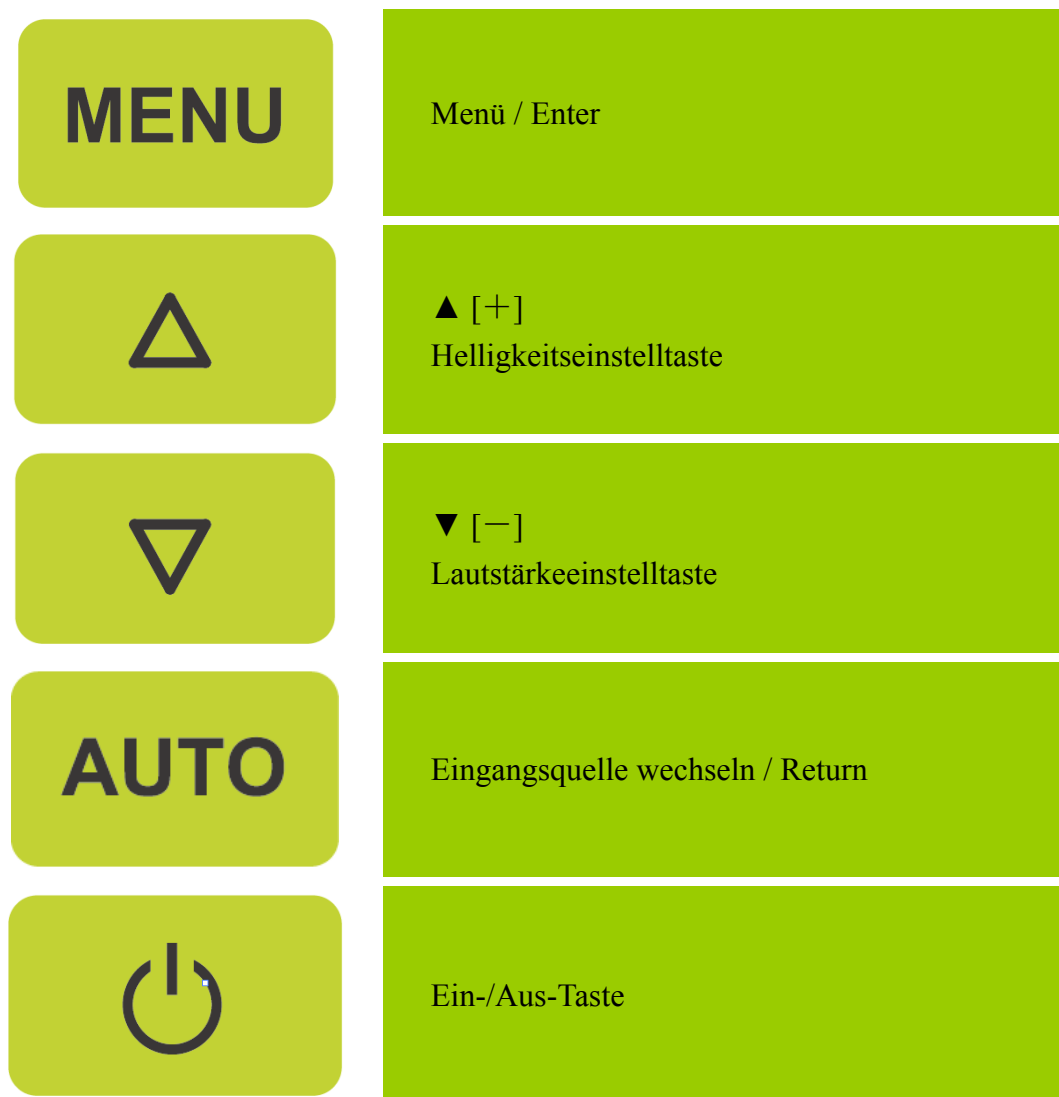 MENU
Menü / Enter
▲ [＋]
Helligkeitseinstelltaste
▼ [－]
Lautstärkeeinstelltaste
AUTO
Eingangsquelle wechseln / Return
Ein-/Aus-Taste